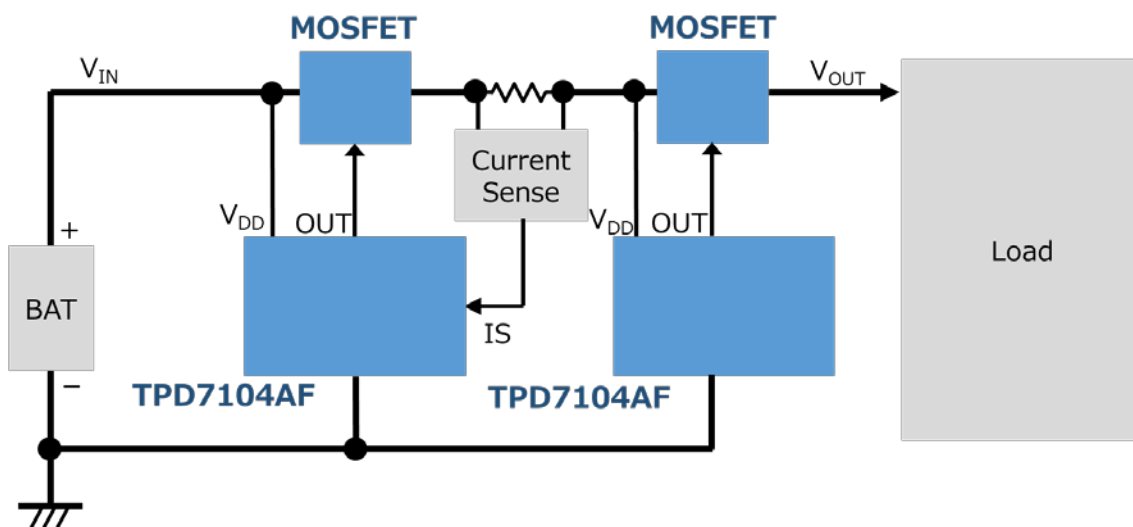 MOSFET
MOSFET
VIN
VOUT
Current
Sense
VDD
OUT
VDD
OUT
+
BAT
−
Load
IS
TPD7104AF
TPD7104AF